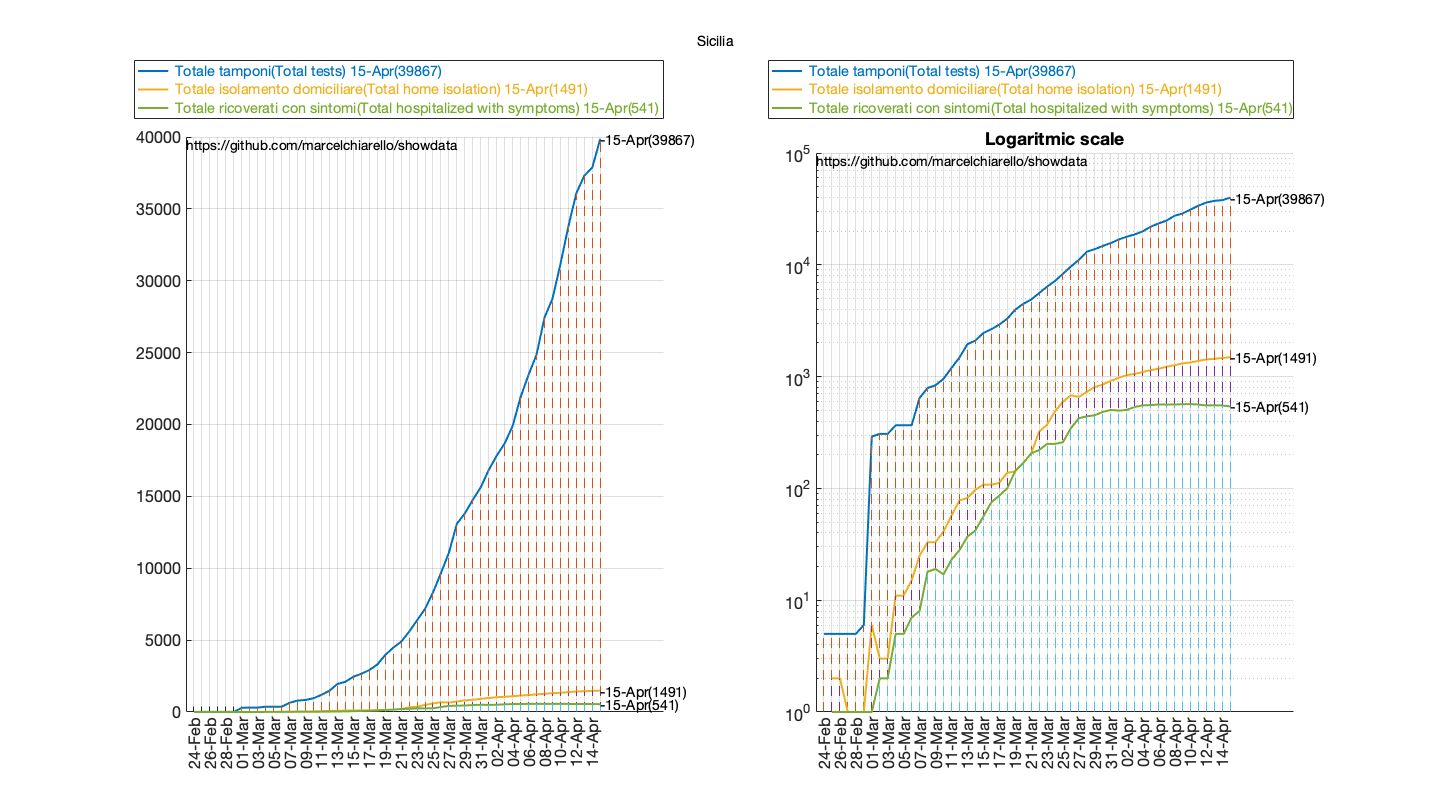 Sicilia
Totale tamponi(Total tests) 15-Apr(39867)
Totale isolamento domiciliare(Total home isolation) 15-Apr(1491)
Totale ricoverati con sintomi(Total hospitalized with symptoms) 15-Apr(541)
40000
https://github.com/marcelchiarello/showdata
-15-Apr(39867)
35000
30000
25000
20000
15000
10000
5000
-15-Apr(1491)
-15-Apr(541)
0
24-Feb
26-Feb
28-Feb
01-Mar
03-Mar
05-Mar
07-Mar
09-Mar
11-Mar
13-Mar
15-Mar
17-Mar
19-Mar
21-Mar
23-Mar
25-Mar
27-Mar
29-Mar
31-Mar
02-Apr
04-Apr
06-Apr
08-Apr
10-Apr
12-Apr
14-Apr
Totale tamponi(Total tests) 15-Apr(39867)
Totale isolamento domiciliare(Total home isolation) 15-Apr(1491)
Totale ricoverati con sintomi(Total hospitalized with symptoms) 15-Apr(541)
Logaritmic scale
10^5
https://github.com/marcelchiarello/showdata
-15-Apr(39867)
10^4
10^3
-15-Apr(1491)
-15-Apr(541)
10^2
10^1
10^0
24-Feb
26-Feb
28-Feb
01-Mar
03-Mar
05-Mar
07-Mar
09-Mar
11-Mar
13-Mar
15-Mar
17-Mar
19-Mar
21-Mar
23-Mar
25-Mar
27-Mar
29-Mar
31-Mar
02-Apr
04-Apr
06-Apr
08-Apr
10-Apr
12-Apr
14-Apr